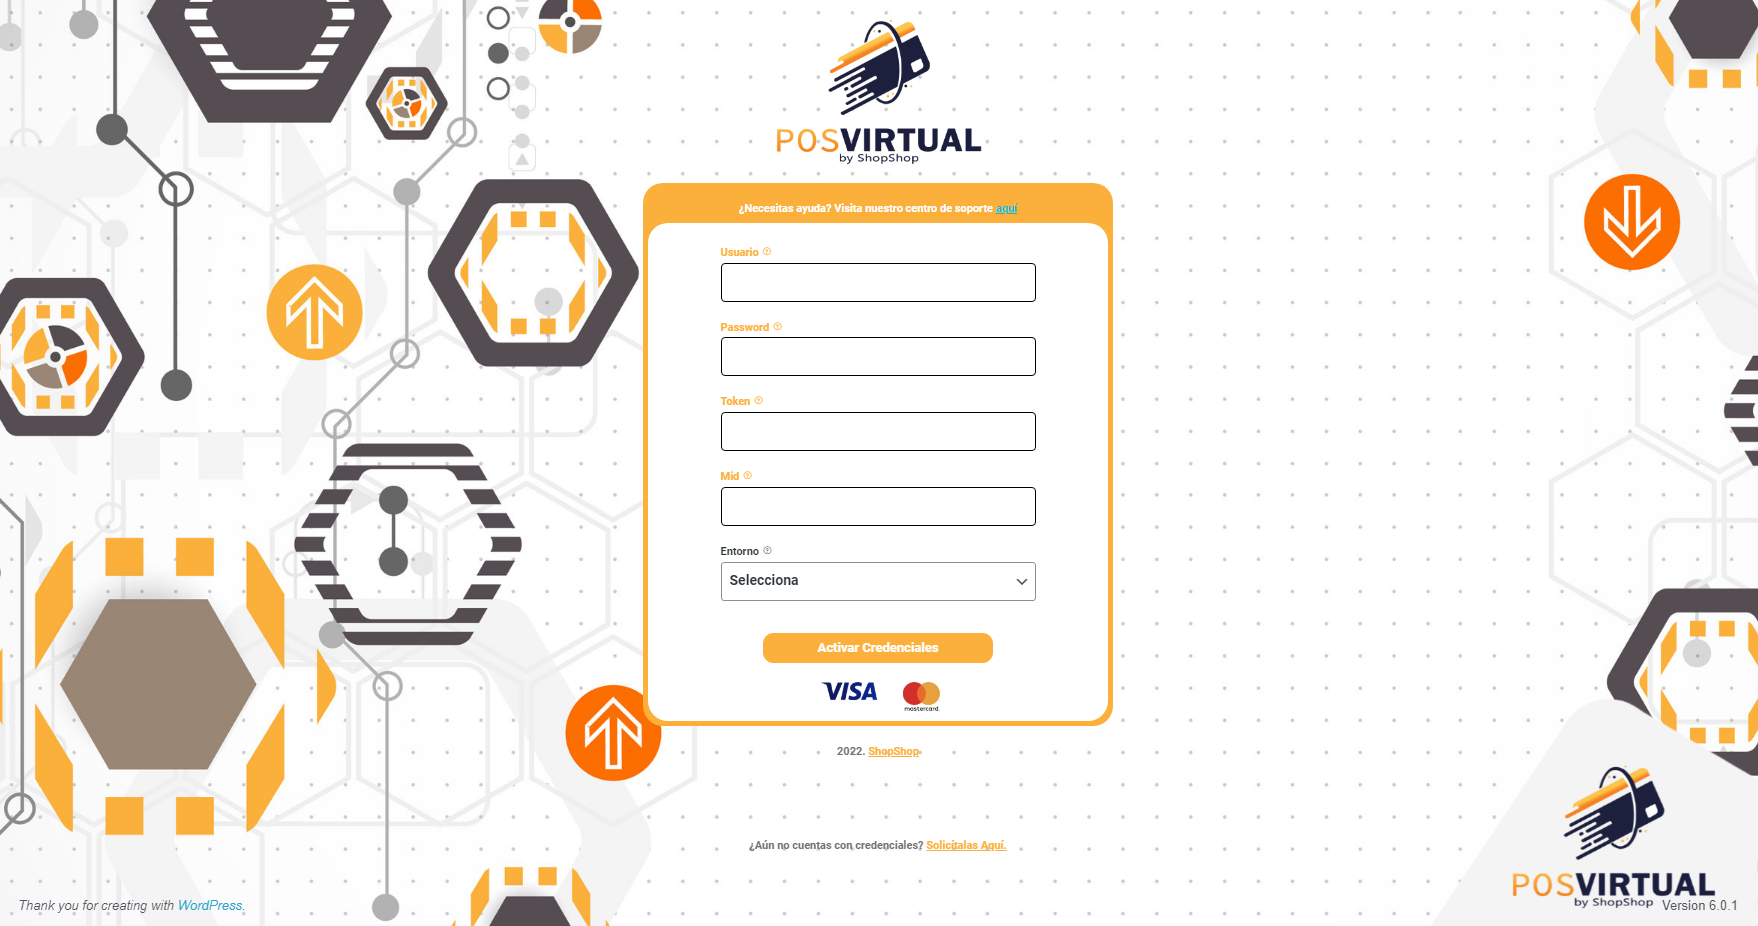 POSVIRTUAL
by ShopShop
¿Necesitas ayuda? Visita nuestro centro de soporte aquí
Usuario
Password
Token
Mid
Entorno
Selecciona
Activar Credenciales
VISA
mastercard.
2022. ShopShop
¿Aún no cuentas con credenciales? Solicítalas Aquí.
POSVIRTUAL
by ShopShop
Thank you for creating with WordPress.
Version 6.0.1